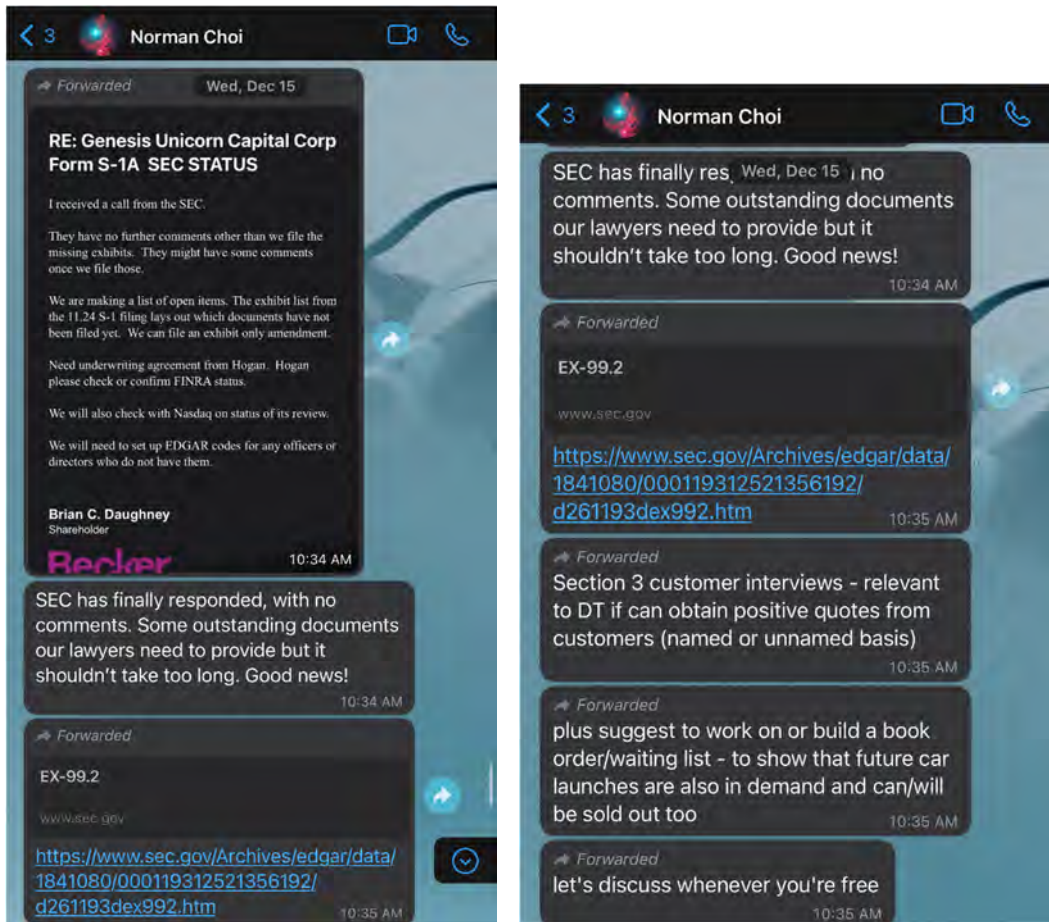 3 Norman Choi
Forwarded Wed, Dec 15
RE: Genesis Unicorn Capital Corp
Form S-1A SEC STATUS
I received a call from the SEC.
They have no further comments other than we file the
missing exhibits. They might have some comments
once we file those.
We are making a list of open items. The exhibit list from
the 11.24 S-1 filing lays out which documents have not
been filed yet. We can file an exhibit only amendment.
Need underwriting agreement from Hogan. Hogan
please check or confirm FINRA status.
We will also check with Nasdaq on status of its review.
We will need to set up EDGAR codes for any officers or
directors who do not have them.
Brian C. Daughney
Shareholder
Becker
10:34 AM
SEC has finally responded, with no
comments. Some outstanding documents
our lawyers need to provide but it
shouldn't take too long. Good news!
10:34 AM
Forwarded
EX-99.2
www.sec.gov
https://www.sec.gov/Archives/edgar/data/
1841080/000119312521356192/
d261193dex992.htm
10:35 AM
3 Norman Choi
SEC has finally res Wed, Dec 15 no
comments. Some outstanding documents
our lawyers need to provide but it
shouldn't take too long. Good news!
10:34 AM
Forwarded
EX-99.2
www.sec.gov
https://www.sec.gov/Archives/edgar/data/
1841080/000119312521356192/
d261193dex992.htm
10:35 AM
Forwarded
Section 3 customer interviews - relevant
to DT if can obtain positive quotes from
customers (named or unnamed basis)
10:35 AM
Forwarded
plus suggest to work on or build a book
order/waiting list - to show that future car
launches are also in demand and can/will
be sold out too
10:35 AM
Forwarded
let's discuss whenever you're free
10:35 AM